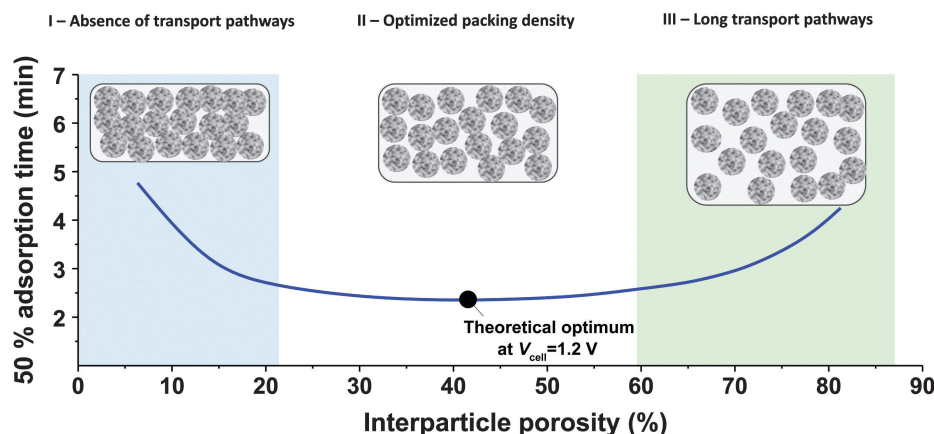 I – Absence of transport pathways
II – Optimized packing density
III – Long transport pathways
50 % adsorption time (min)
7
6
5
4
3
2
Theoretical optimum
at Vcell=1.2 V
0 10 20 30 40 50 60 70 80 90
Interparticle porosity (%)